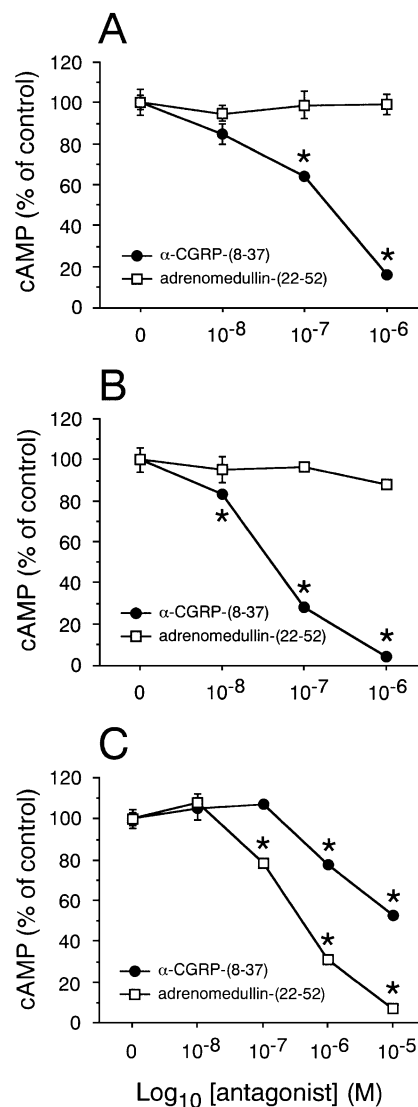 A
cAMP (% of control)
120
100
80
60
40
20
0
*
*
α-CGRP-(8-37)
adrenomedullin-(22-52)
0 10⁻⁸ 10⁻⁷ 10⁻⁶
B
cAMP (% of control)
120
100
80
60
40
20
0
*
*
*
α-CGRP-(8-37)
adrenomedullin-(22-52)
0 10⁻⁸ 10⁻⁷ 10⁻⁶
C
cAMP (% of control)
120
100
80
60
40
20
0
*
*
*
*
*
α-CGRP-(8-37)
adrenomedullin-(22-52)
0 10⁻⁸ 10⁻⁷ 10⁻⁶ 10⁻⁵
Log₁₀ [antagonist] (M)